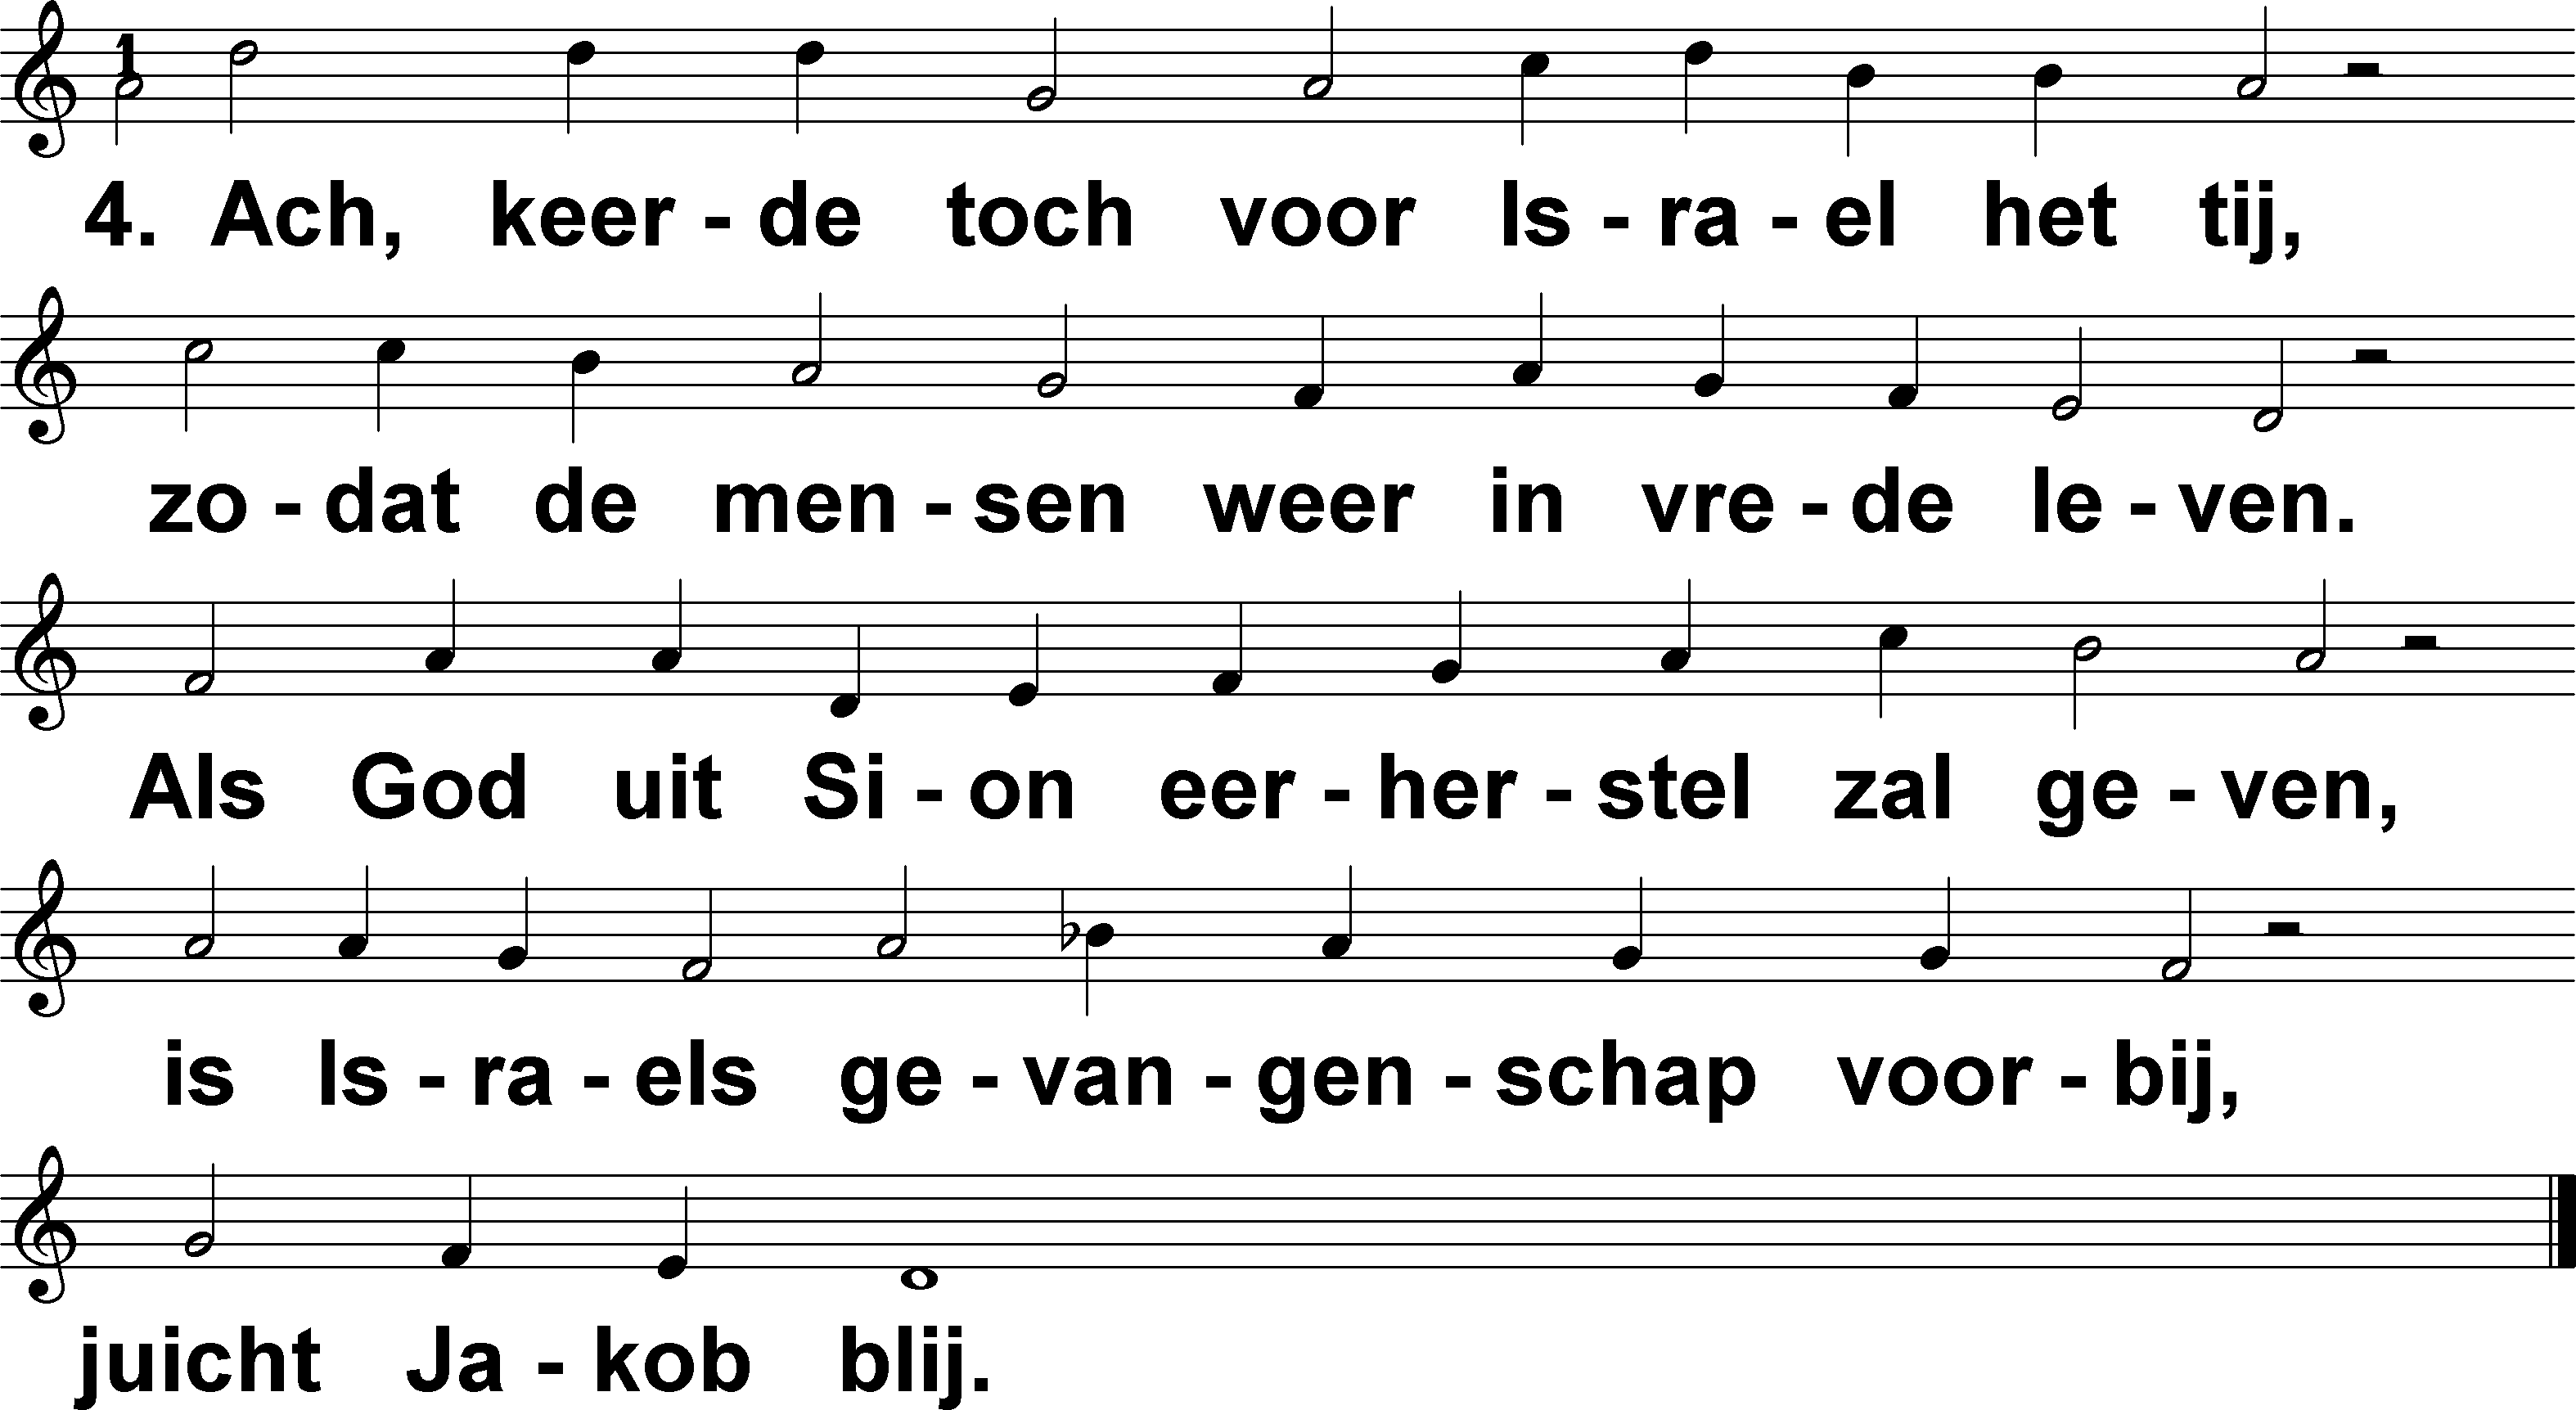 1
4. Ach, keer - de toch voor Is - ra - el het tij,
zo - dat de men - sen weer in vre - de le - ven.
Als God uit Si - on eer - her - stel zal ge - ven,
is Is - ra - els ge - van - gen - schap voor - bij,
juicht Ja - kob blij.